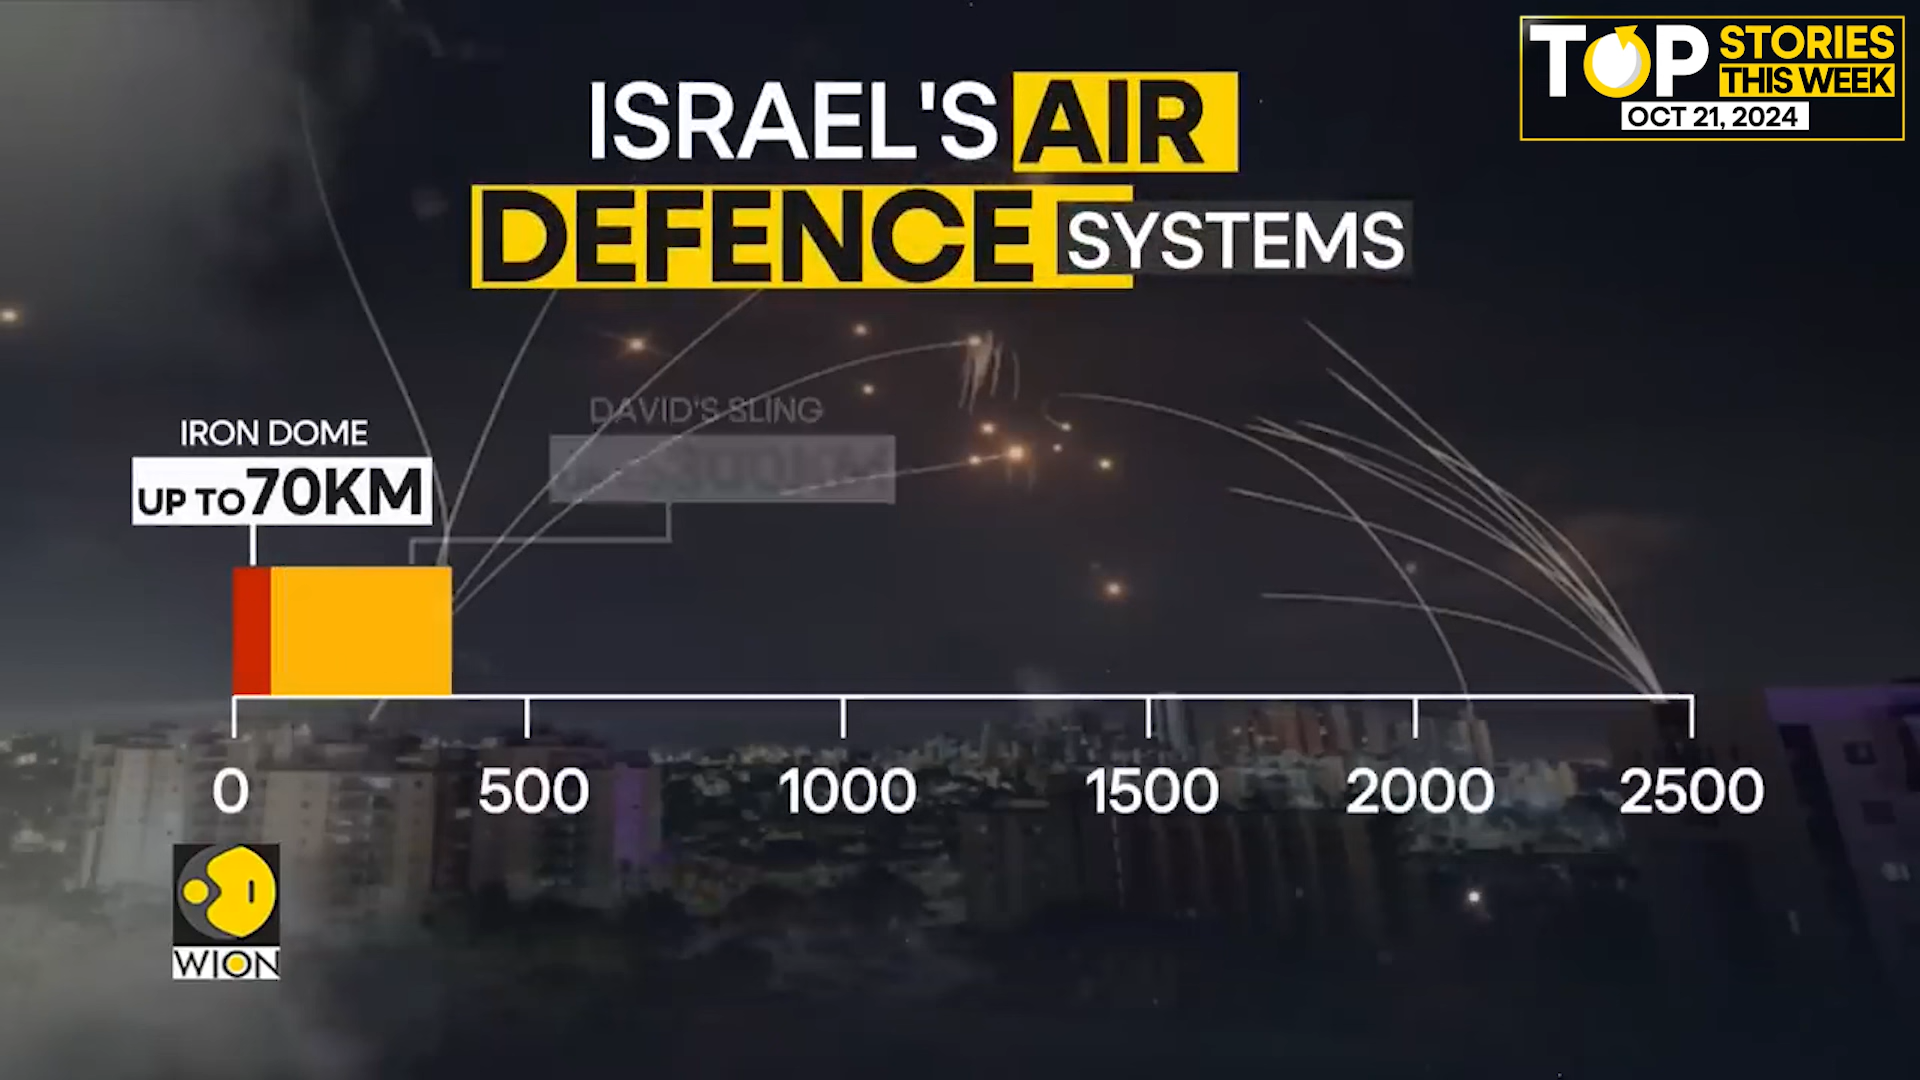 ISRAEL'S AIR
DEFENCE SYSTEMS
TOP STORIES
THIS WEEK
OCT 21, 2024
IRON DOME
UP TO 70KM
DAVID'S SLING
0 500 1000 1500 2000 2500
WION